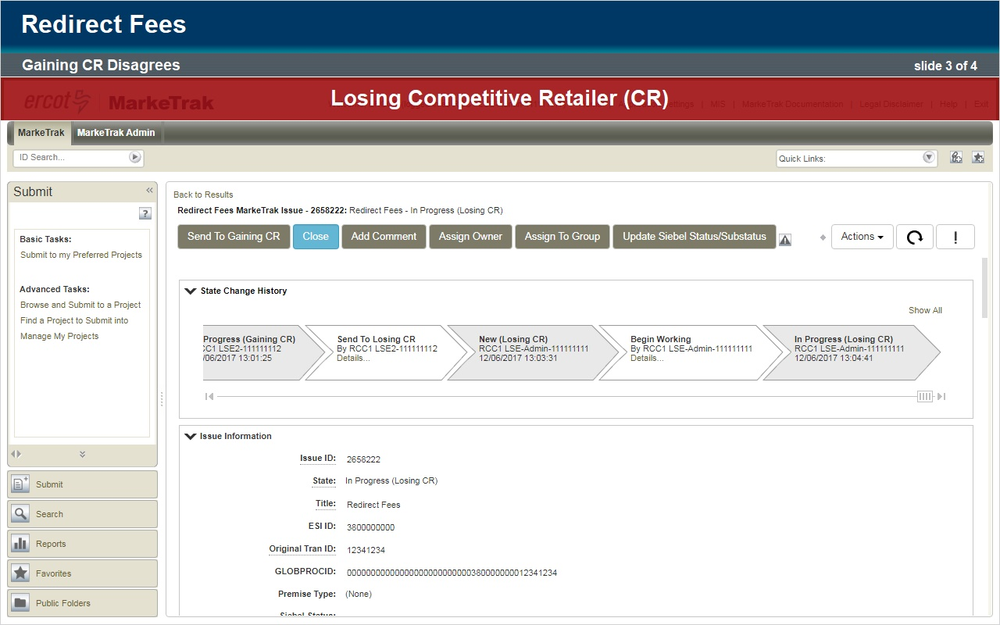 Redirect Fees
Gaining CR Disagrees
slide 3 of 4
ercot MarkeTrak
Losing Competitive Retailer (CR)
Settings | MIS | MarkeTrak Documentation | Legal Disclaimer | Help | Exit
MarkeTrak
MarkeTrak Admin
ID Search...
Quick Links:
Submit
?
Basic Tasks:
Submit to my Preferred Projects
Advanced Tasks:
Browse and Submit to a Project
Find a Project to Submit into
Manage My Projects
Submit
Search
Reports
Favorites
Public Folders
Back to Results
Redirect Fees MarkeTrak Issue - 2658222: Redirect Fees - In Progress (Losing CR)
Send To Gaining CR
Close
Add Comment
Assign Owner
Assign To Group
Update Siebel Status/Substatus
Actions
!
State Change History
Show All
Progress (Gaining CR)
CC1 LSE2-111111112
/06/2017 13:01:25
Send To Losing CR
By RCC1 LSE2-111111112
Details...
New (Losing CR)
RCC1 LSE-Admin-111111111
12/06/2017 13:03:31
Begin Working
By RCC1 LSE-Admin-111111111
Details...
In Progress (Losing CR)
RCC1 LSE-Admin-111111111
12/06/2017 13:04:41
Issue Information
Issue ID: 2658222
State: In Progress (Losing CR)
Title: Redirect Fees
ESI ID: 3800000000
Original Tran ID: 12341234
GLOBPROCID: 00000000000000000000000000380000000012341234
Premise Type: (None)
Siebel Status: